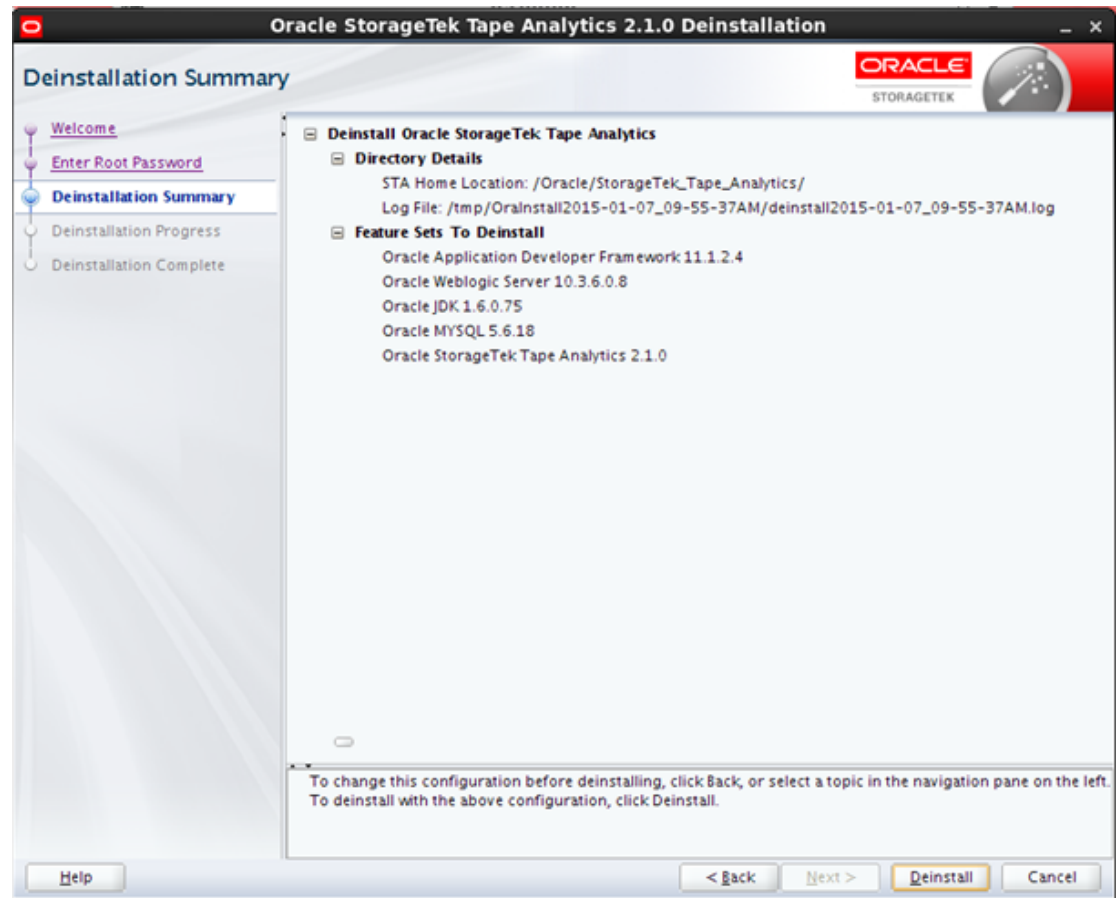 Oracle StorageTek Tape Analytics 2.1.0 Deinstallation
Deinstallation Summary
ORACLE
STORAGETEK
Welcome
Enter Root Password
Deinstallation Summary
Deinstallation Progress
Deinstallation Complete
Deinstall Oracle StorageTek Tape Analytics
Directory Details
STA Home Location: /Oracle/StorageTek_Tape_Analytics/
Log File: /tmp/OraInstall2015-01-07_09-55-37AM/deinstall2015-01-07_09-55-37AM.log
Feature Sets To Deinstall
Oracle Application Developer Framework 11.1.2.4
Oracle Weblogic Server 10.3.6.0.8
Oracle JDK 1.6.0.75
Oracle MYSQL 5.6.18
Oracle StorageTek Tape Analytics 2.1.0
To change this configuration before deinstalling, click Back, or select a topic in the navigation pane on the left.
To deinstall with the above configuration, click Deinstall.
Help
< Back
Next >
Deinstall
Cancel